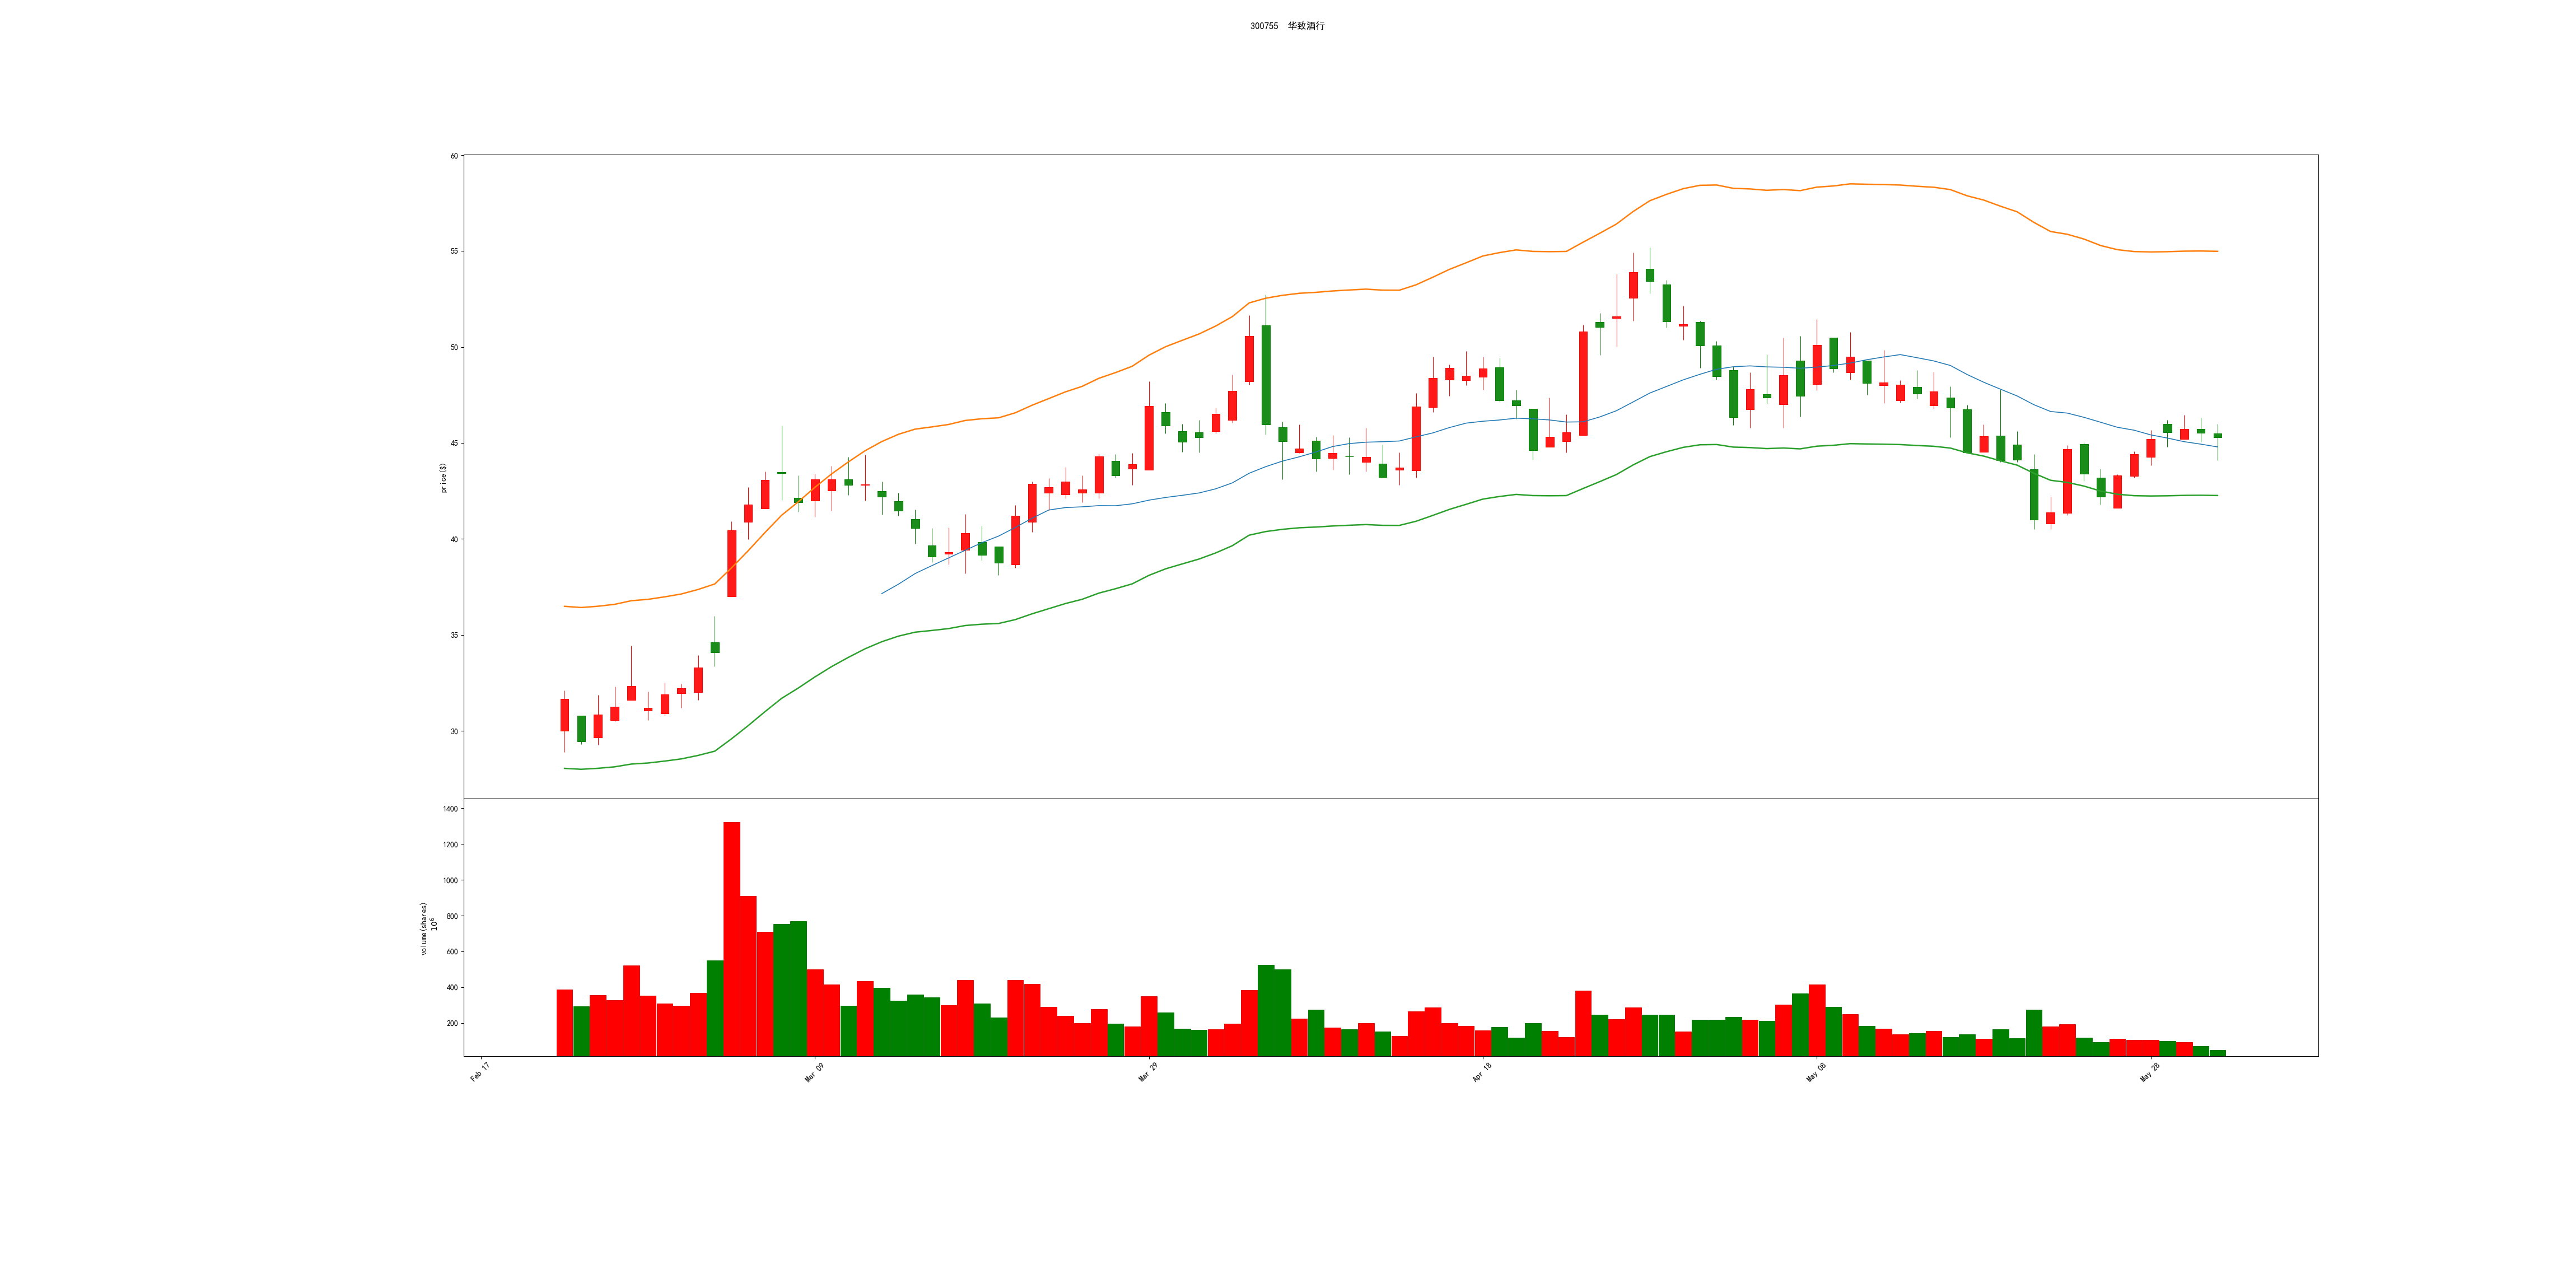 300755 华致酒行
60
55
50
45
40
35
30
price($)
1400
1200
1000
800
600
400
200
volume(shares)
10⁶
Feb 17
Mar 09
Mar 29
Apr 18
May 08
May 28